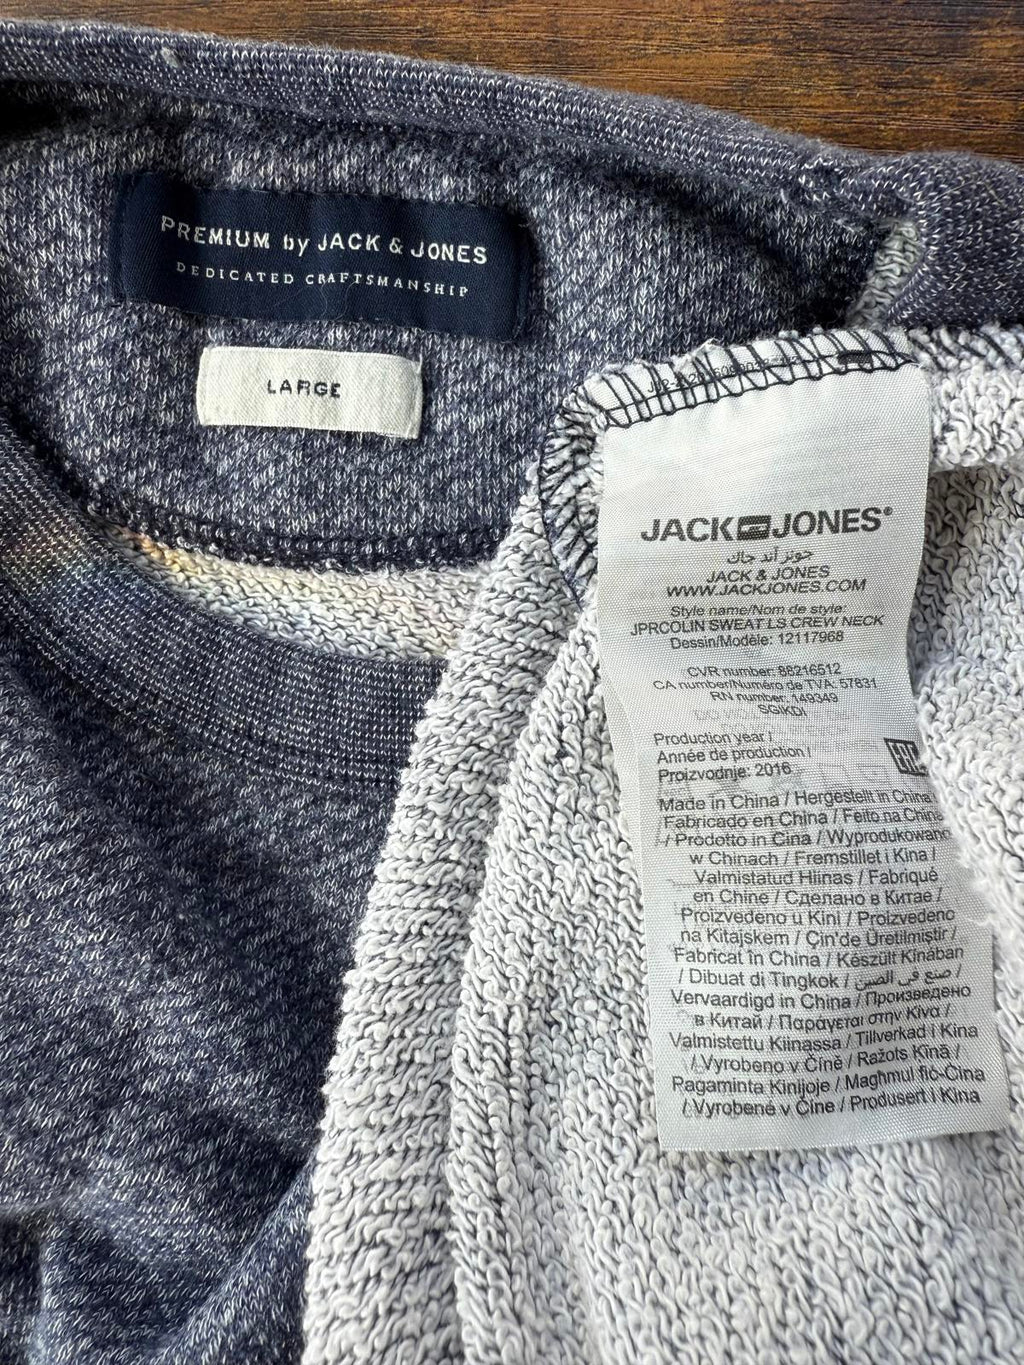 PREMIUM by JACK & JONES
DEDICATED CRAFTSMANSHIP
LARGE
JACK JONES®
جونز أند جاك
JACK & JONES
WWW.JACKJONES.COM
Style name/Nom de style:
JPRCOLIN SWEAT LS CREW NECK
Dessin/Modèle: 12117968
CVR number: 88216512
CA number/Numéro de TVA: 57831
RN number: 149349
SGIKDI
Production year /
Année de production /
Proizvodnje: 2016
Made in China / Hergestellt in China /
Fabricado en China / Feito na China
/ Prodotto in Cina / Wyprodukowano
w Chinach / Fremstillet i Kina /
Valmistatud Hiinas / Fabriqué
en Chine / Сделано в Китае /
Proizvedeno u Kini / Proizvedeno
na Kitajskem / Çin'de Üretilmiştir /
Fabricat în China / Készült Kínában
/ Dibuat di Tingkok / صنع في الصين /
Vervaardigd in China / Произведено
в Китай / Παράγεται στην Κίνα /
Valmistettu Kiinassa / Tillverkad i Kina
/ Vyrobeno v Číně / Ražots Ķīnā /
Pagaminta Kinijoje / Magħmul fiċ-Ċina
/ Vyrobené v Číne / Produsert i Kina